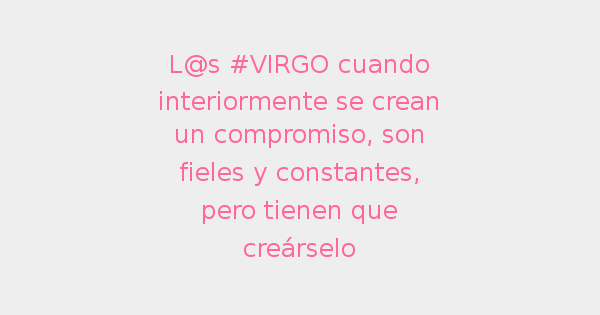 L@s #VIRGO cuando
interiormente se crean
un compromiso, son
fieles y constantes,
pero tienen que
creárselo